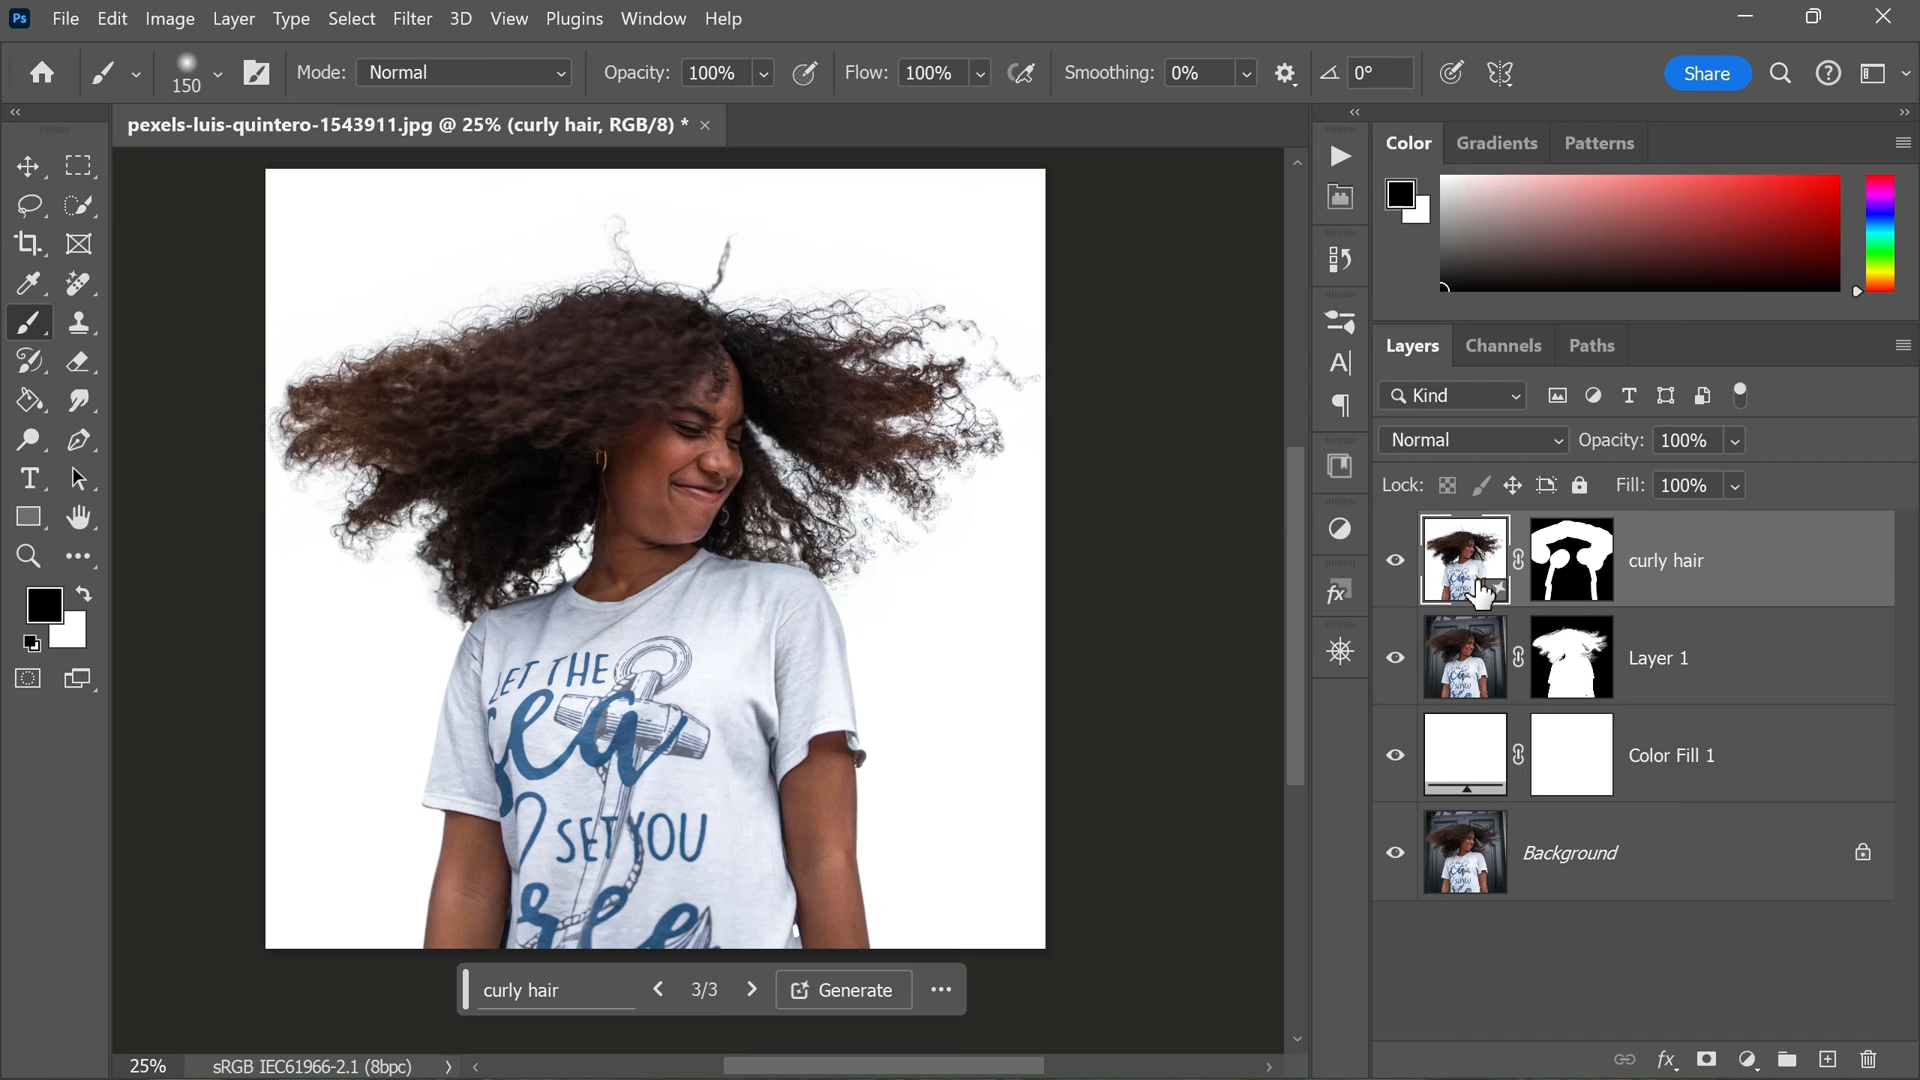 Ps File Edit Image Layer Type Select Filter 3D View Plugins Window Help
150 Mode: Normal Opacity: 100% Flow: 100% Smoothing: 0% 0° Share
pexels-luis-quintero-1543911.jpg @ 25% (curly hair, RGB/8) *
Color Gradients Patterns
Layers Channels Paths
Kind
Normal Opacity: 100%
Lock: Fill: 100%
curly hair
Layer 1
Color Fill 1
Background
LET THE
sea
SET YOU
free
curly hair 3/3 Generate
25% sRGB IEC61966-2.1 (8bpc)